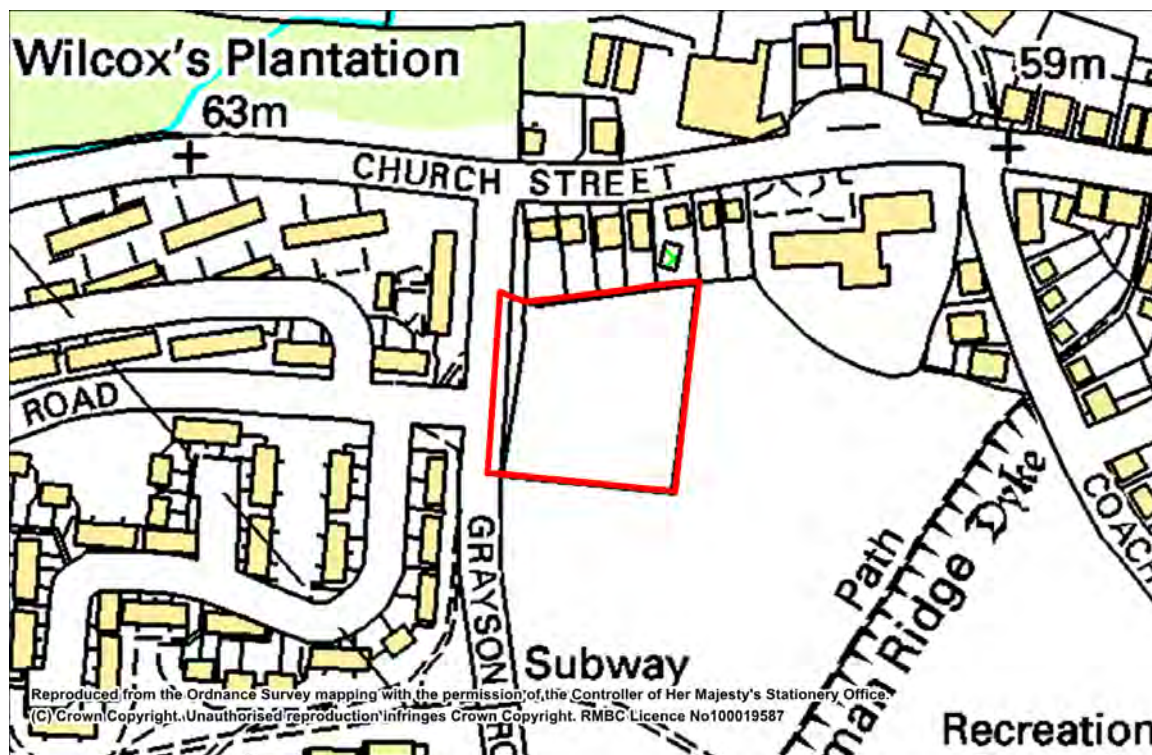 Wilcox's Plantation
63m
59m
CHURCH STREET
ROAD
GRAYSON RO
COACH
Path
man Ridge Dyke
Subway
Recreation
Reproduced from the Ordnance Survey mapping with the permission of the Controller of Her Majesty's Stationery Office.
(C) Crown Copyright. Unauthorised reproduction infringes Crown Copyright. RMBC Licence No100019587